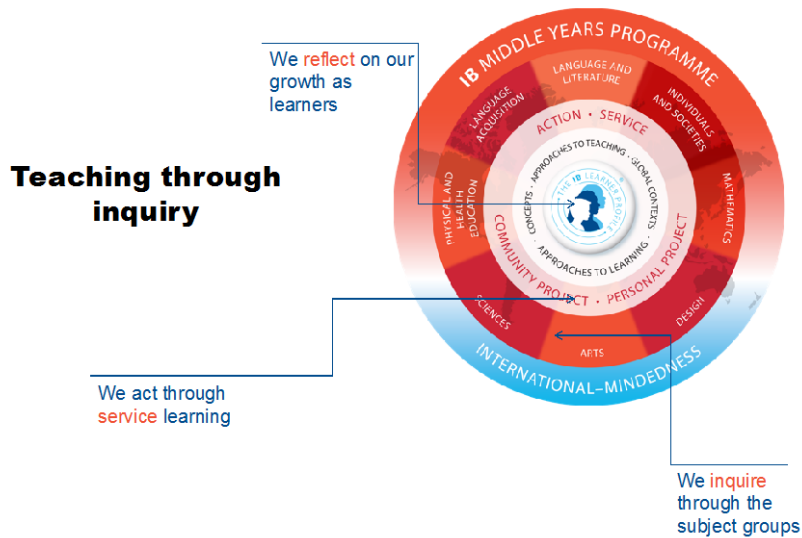 We reflect on our
growth as
learners
Teaching through
inquiry
We act through
service learning
We inquire
through the
subject groups
IB MIDDLE YEARS PROGRAMME
INTERNATIONAL–MINDEDNESS
LANGUAGE
ACQUISITION
LANGUAGE AND
LITERATURE
INDIVIDUALS
AND SOCIETIES
MATHEMATICS
DESIGN
ARTS
SCIENCES
PHYSICAL AND
HEALTH
EDUCATION
ACTION • SERVICE
COMMUNITY PROJECT • PERSONAL PROJECT
CONCEPTS • APPROACHES TO TEACHING • GLOBAL CONTEXTS
• APPROACHES TO LEARNING •
THE IB LEARNER PROFILE
®